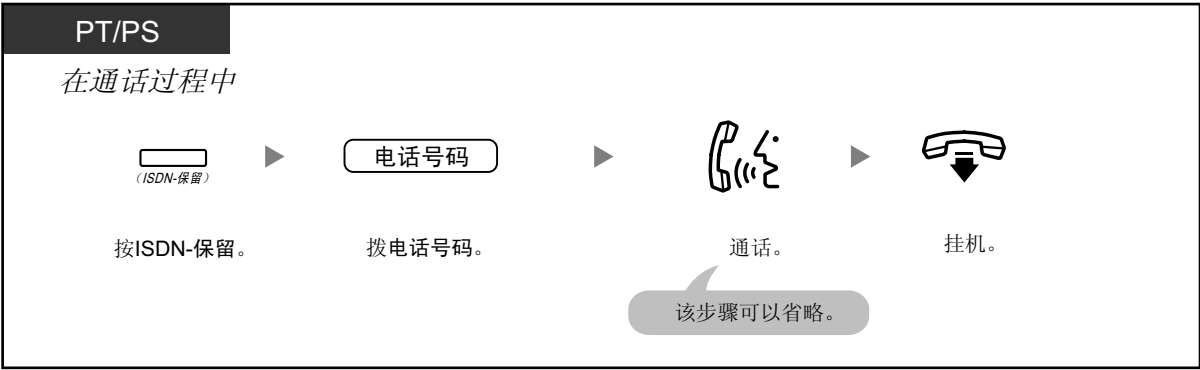 PT/PS
在通话过程中
电话号码
（ISDN-保留）
按ISDN-保留。
拨电话号码。
通话。
挂机。
该步骤可以省略。